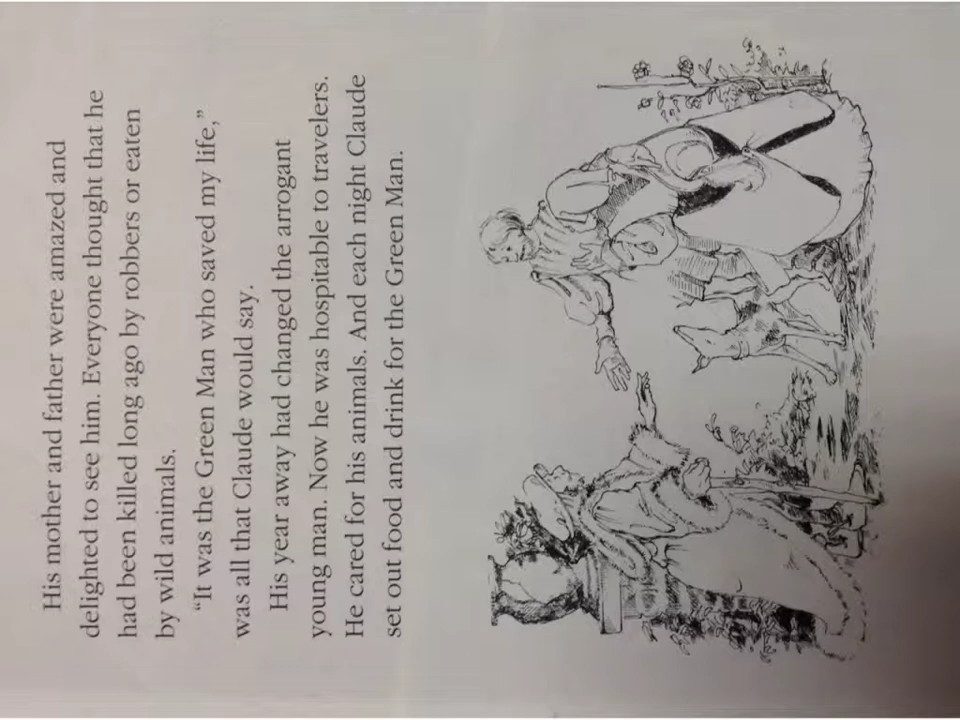 His mother and father were amazed and
delighted to see him. Everyone thought that he
had been killed long ago by robbers or eaten
by wild animals.
“It was the Green Man who saved my life,”
was all that Claude would say.
His year away had changed the arrogant
young man. Now he was hospitable to travelers.
He cared for his animals. And each night Claude
set out food and drink for the Green Man.